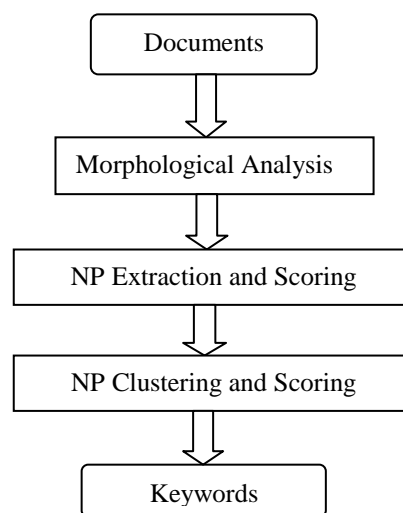 Documents
Morphological Analysis
NP Extraction and Scoring
NP Clustering and Scoring
Keywords